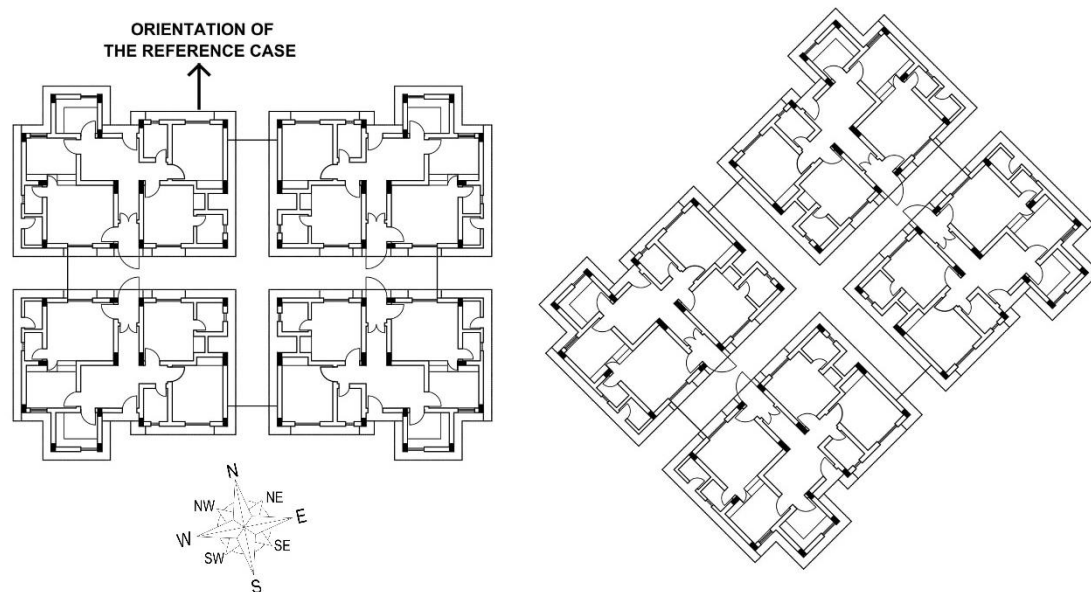 ORIENTATION OF
THE REFERENCE CASE
N
NW
NE
W
E
SW
SE
S